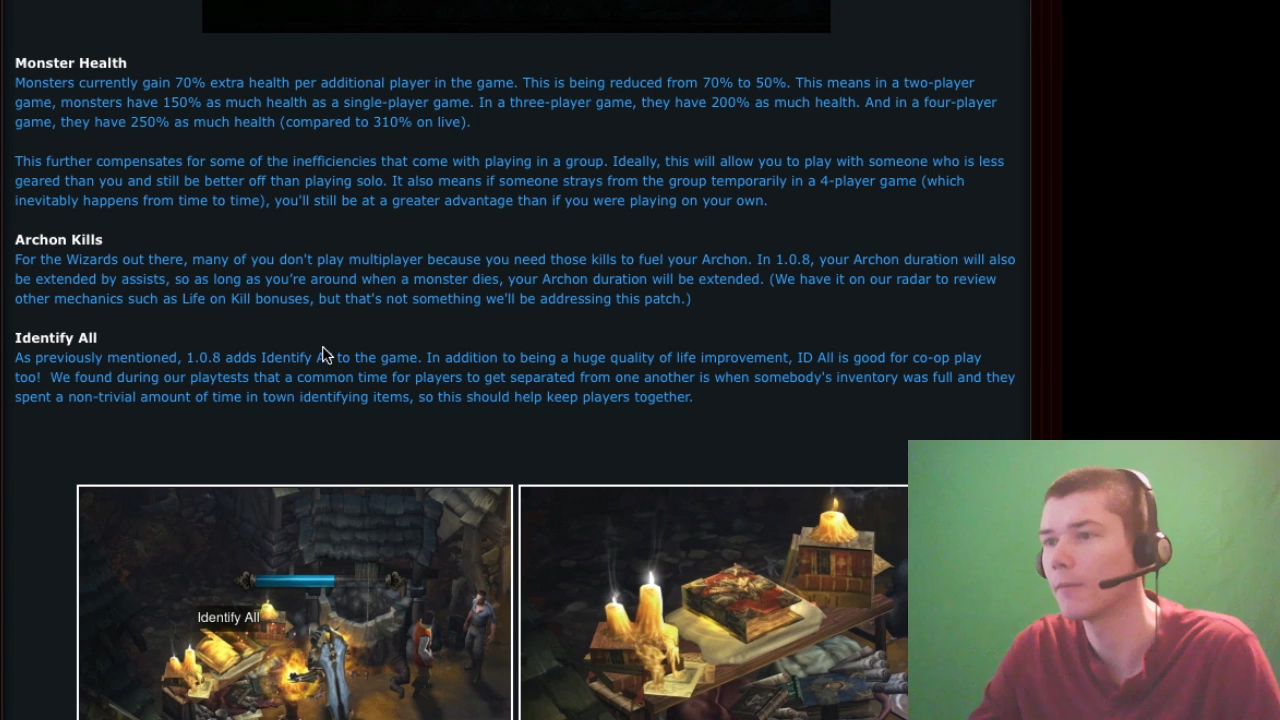 Monster Health
Monsters currently gain 70% extra health per additional player in the game. This is being reduced from 70% to 50%. This means in a two-player
game, monsters have 150% as much health as a single-player game. In a three-player game, they have 200% as much health. And in a four-player
game, they have 250% as much health (compared to 310% on live).
This further compensates for some of the inefficiencies that come with playing in a group. Ideally, this will allow you to play with someone who is less
geared than you and still be better off than playing solo. It also means if someone strays from the group temporarily in a 4-player game (which
inevitably happens from time to time), you'll still be at a greater advantage than if you were playing on your own.
Archon Kills
For the Wizards out there, many of you don't play multiplayer because you need those kills to fuel your Archon. In 1.0.8, your Archon duration will also
be extended by assists, so as long as you're around when a monster dies, your Archon duration will be extended. (We have it on our radar to review
other mechanics such as Life on Kill bonuses, but that's not something we'll be addressing this patch.)
Identify All
As previously mentioned, 1.0.8 adds Identify to the game. In addition to being a huge quality of life improvement, ID All is good for co-op play
too! We found during our playtests that a common time for players to get separated from one another is when somebody's inventory was full and they
spent a non-trivial amount of time in town identifying items, so this should help keep players together.
Identify All